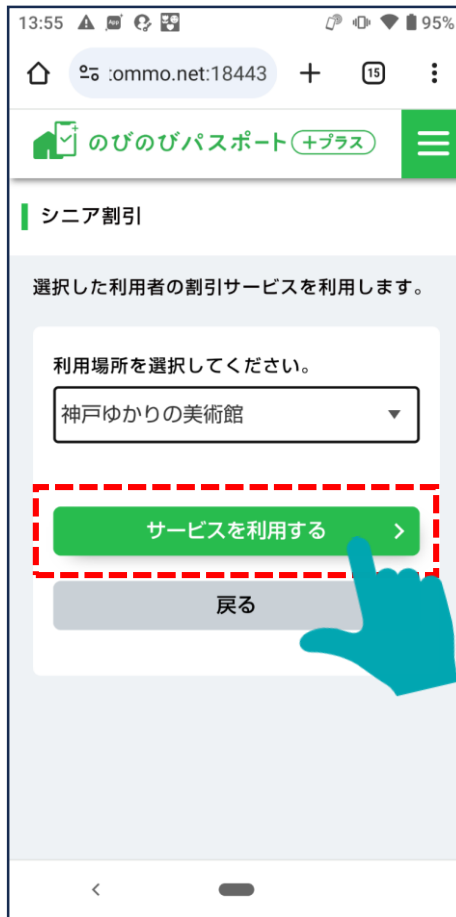 13:55 95%
:ommo.net:18443 15
のびのびパスポート +プラス
シニア割引
選択した利用者の割引サービスを利用します。
利用場所を選択してください。
神戸ゆかりの美術館
サービスを利用する
戻る